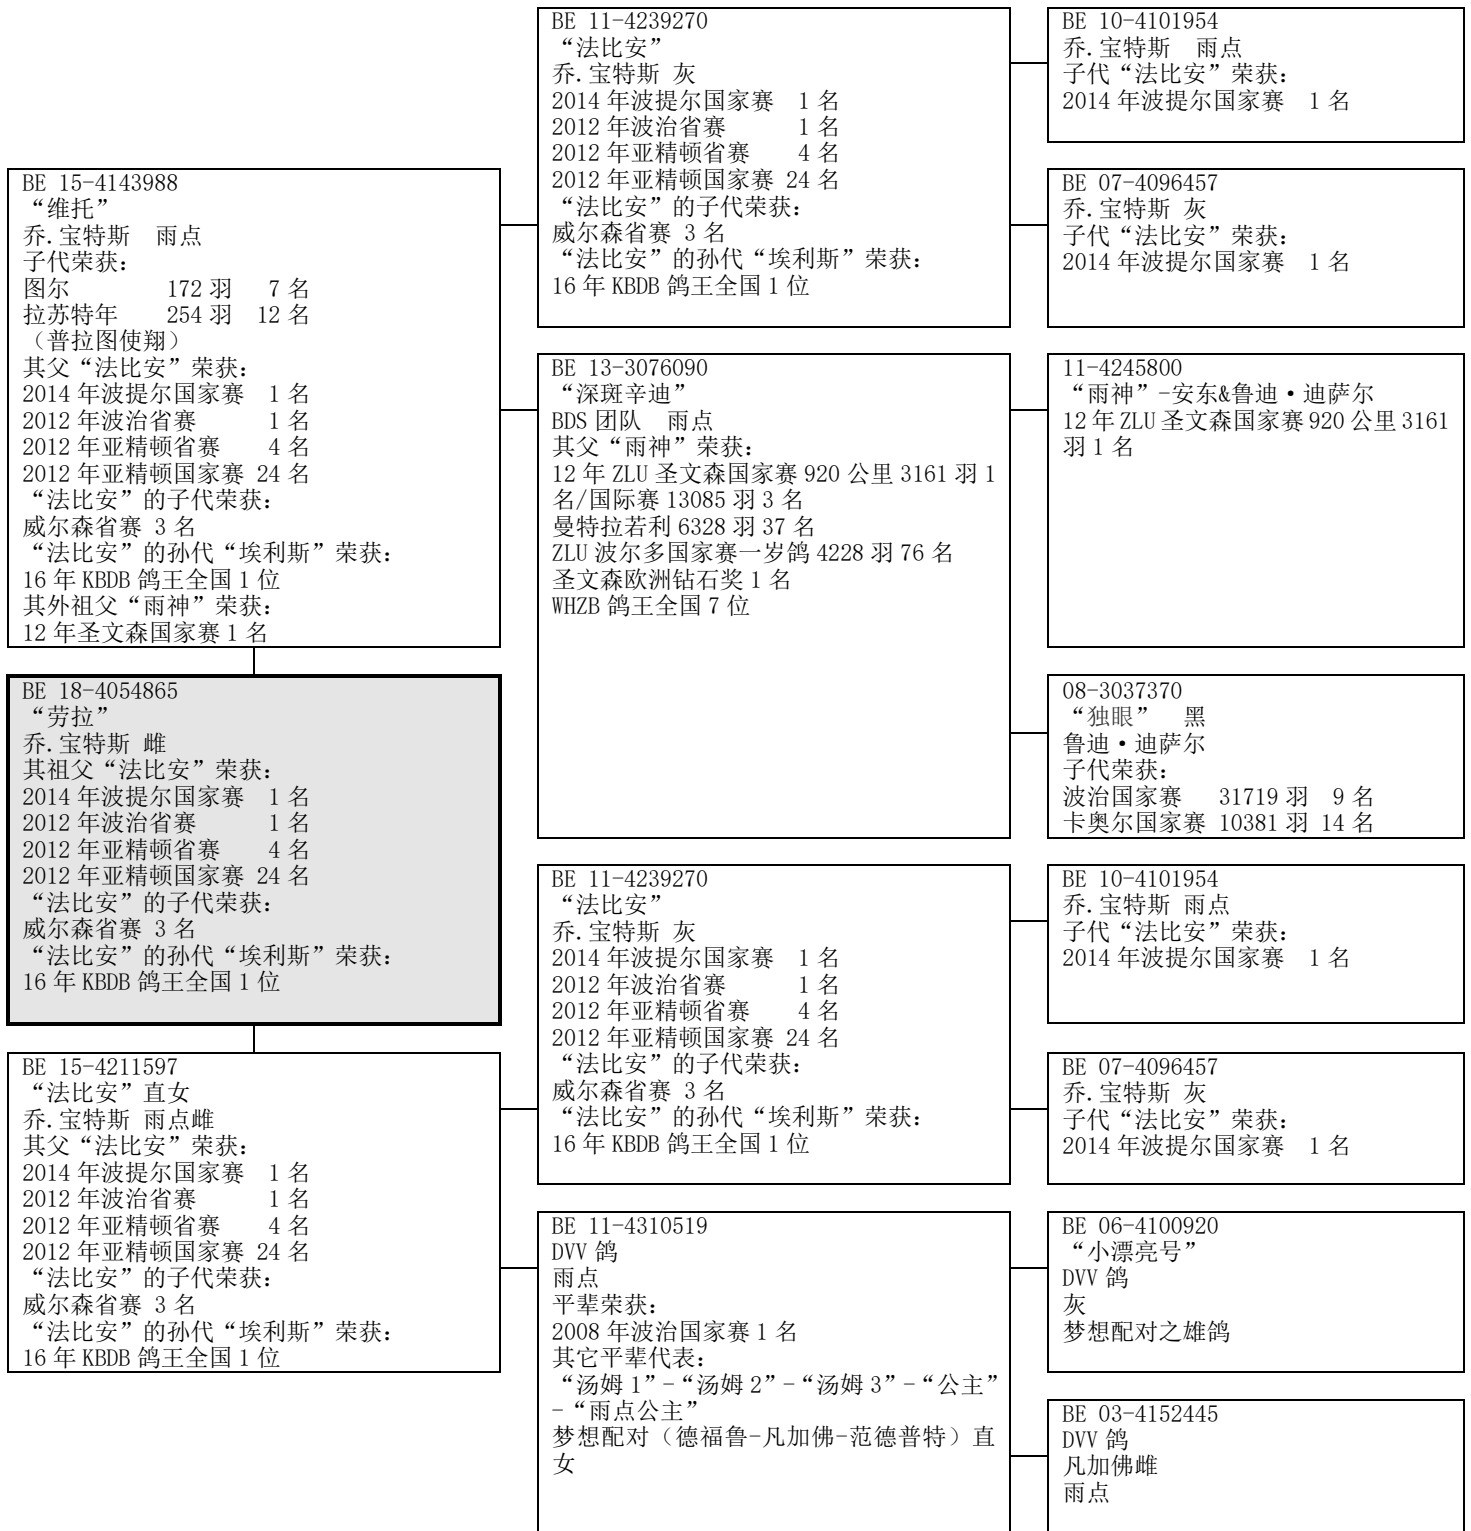 BE 15-4143988
“维托”
乔.宝特斯 雨点
子代荣获：
图尔 172 羽 7 名
拉苏特年 254 羽 12 名
（普拉图使翔）
其父“法比安”荣获：
2014 年波提尔国家赛 1 名
2012 年波治省赛 1 名
2012 年亚精顿省赛 4 名
2012 年亚精顿国家赛 24 名
“法比安”的子代荣获：
威尔森省赛 3 名
“法比安”的孙代“埃利斯”荣获：
16 年 KBDB 鸽王全国 1 位
其外祖父“雨神”荣获：
12 年圣文森国家赛 1 名
BE 18-4054865
“劳拉”
乔.宝特斯 雌
其祖父“法比安”荣获：
2014 年波提尔国家赛 1 名
2012 年波治省赛 1 名
2012 年亚精顿省赛 4 名
2012 年亚精顿国家赛 24 名
“法比安”的子代荣获：
威尔森省赛 3 名
“法比安”的孙代“埃利斯”荣获：
16 年 KBDB 鸽王全国 1 位
BE 15-4211597
“法比安”直女
乔.宝特斯 雨点雌
其父“法比安”荣获：
2014 年波提尔国家赛 1 名
2012 年波治省赛 1 名
2012 年亚精顿省赛 4 名
2012 年亚精顿国家赛 24 名
“法比安”的子代荣获：
威尔森省赛 3 名
“法比安”的孙代“埃利斯”荣获：
16 年 KBDB 鸽王全国 1 位
BE 11-4239270
“法比安”
乔.宝特斯 灰
2014 年波提尔国家赛 1 名
2012 年波治省赛 1 名
2012 年亚精顿省赛 4 名
2012 年亚精顿国家赛 24 名
“法比安”的子代荣获：
威尔森省赛 3 名
“法比安”的孙代“埃利斯”荣获：
16 年 KBDB 鸽王全国 1 位
BE 13-3076090
“深斑辛迪”
BDS 团队 雨点
其父“雨神”荣获：
12 年 ZLU 圣文森国家赛 920 公里 3161 羽 1
名/国际赛 13085 羽 3 名
曼特拉若利 6328 羽 37 名
ZLU 波尔多国家赛一岁鸽 4228 羽 76 名
圣文森欧洲钻石奖 1 名
WHZB 鸽王全国 7 位
BE 11-4239270
“法比安”
乔.宝特斯 灰
2014 年波提尔国家赛 1 名
2012 年波治省赛 1 名
2012 年亚精顿省赛 4 名
2012 年亚精顿国家赛 24 名
“法比安”的子代荣获：
威尔森省赛 3 名
“法比安”的孙代“埃利斯”荣获：
16 年 KBDB 鸽王全国 1 位
BE 11-4310519
DVV 鸽
雨点
平辈荣获：
2008 年波治国家赛 1 名
其它平辈代表：
“汤姆 1”-“汤姆 2”-“汤姆 3”-“公主”
-“雨点公主”
梦想配对（德福鲁-凡加佛-范德普特）直
女
BE 10-4101954
乔.宝特斯 雨点
子代“法比安”荣获：
2014 年波提尔国家赛 1 名
BE 07-4096457
乔.宝特斯 灰
子代“法比安”荣获：
2014 年波提尔国家赛 1 名
11-4245800
“雨神”-安东&鲁迪•迪萨尔
12 年 ZLU 圣文森国家赛 920 公里 3161
羽 1 名
08-3037370
“独眼” 黑
鲁迪•迪萨尔
子代荣获：
波治国家赛 31719 羽 9 名
卡奥尔国家赛 10381 羽 14 名
BE 10-4101954
乔.宝特斯 雨点
子代“法比安”荣获：
2014 年波提尔国家赛 1 名
BE 07-4096457
乔.宝特斯 灰
子代“法比安”荣获：
2014 年波提尔国家赛 1 名
BE 06-4100920
“小漂亮号”
DVV 鸽
灰
梦想配对之雄鸽
BE 03-4152445
DVV 鸽
凡加佛雌
雨点